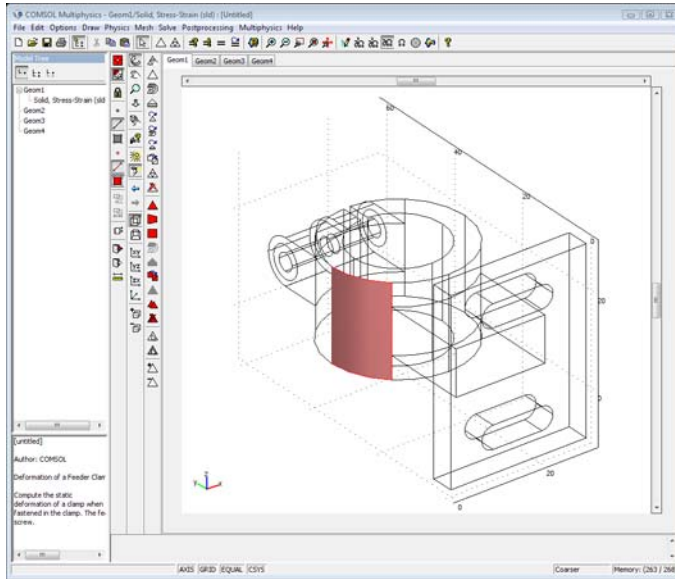 COMSOL Multiphysics - Geom1/Solid, Stress-Strain (sld) : [Untitled]
File Edit Options Draw Physics Mesh Solve Postprocessing Multiphysics Help
Model Tree
Geom1
Solid, Stress-Strain (sld
Geom2
Geom3
Geom4
Geom1 Geom2 Geom3 Geom4
60
40
20
0
20
0
20
0
z
y
x
[untitled]
Author: COMSOL
Deformation of a Feeder Clam
Compute the static
deformation of a clamp when
fastened in the clamp. The fe
screw.
AXIS GRID EQUAL CSYS
Coarser
Memory: (263 / 268